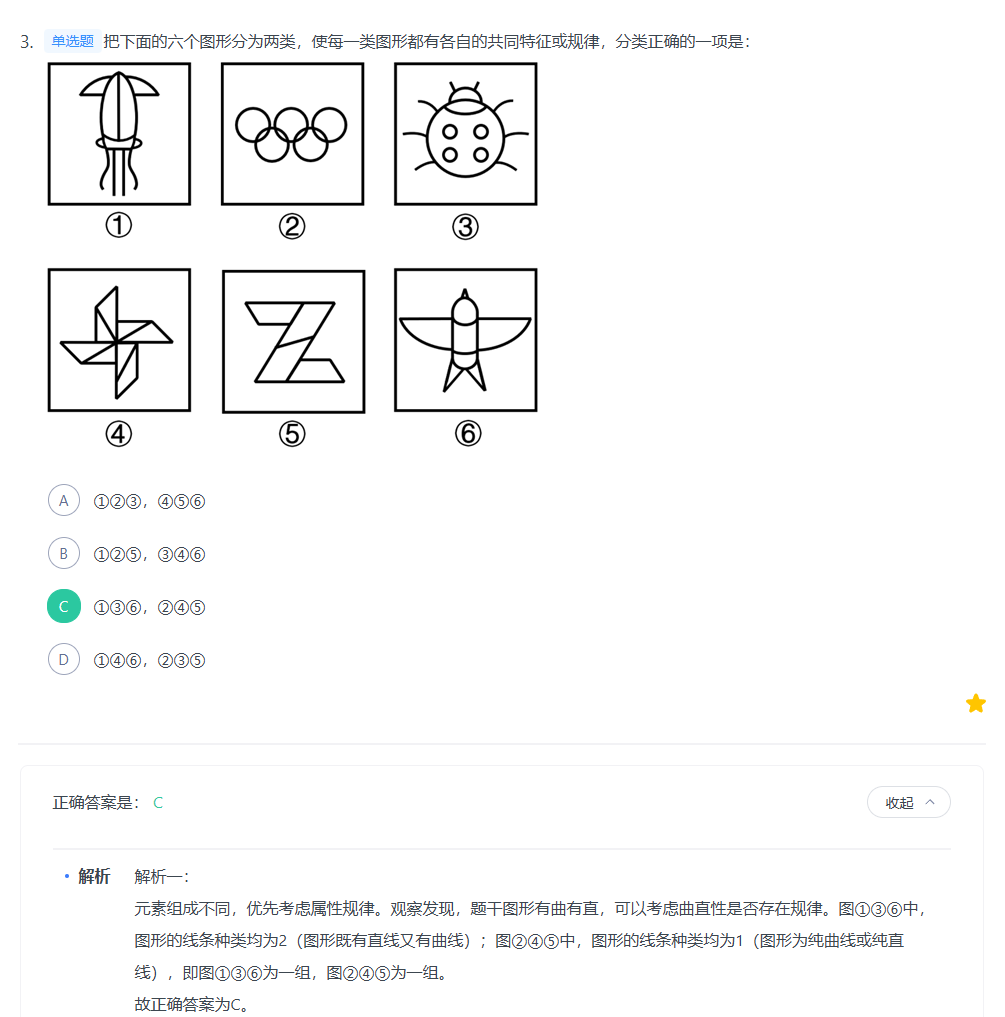 3. 单选题 把下面的六个图形分为两类，使每一类图形都有各自的共同特征或规律，分类正确的一项是：
① ② ③
④ ⑤ ⑥
A ①②③，④⑤⑥
B ①②⑤，③④⑥
C ①③⑥，②④⑤
D ①④⑥，②③⑤
正确答案是： C 收起
• 解析 解析一：
元素组成不同，优先考虑属性规律。观察发现，题干图形有曲有直，可以考虑曲直性是否存在规律。图①③⑥中，
图形的线条种类均为2（图形既有直线又有曲线）；图②④⑤中，图形的线条种类均为1（图形为纯曲线或纯直
线），即图①③⑥为一组，图②④⑤为一组。
故正确答案为C。